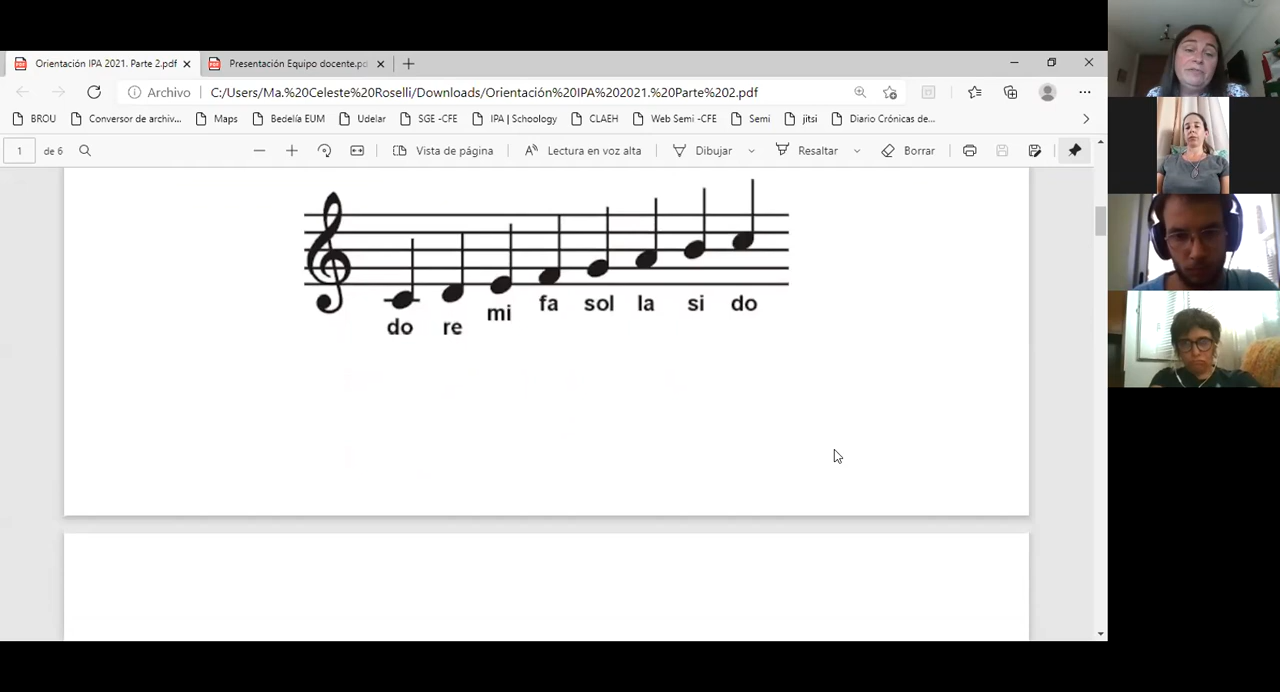 Orientación IPA 2021. Parte 2.pdf
Presentación Equipo docente.pd
Archivo C:/Users/Ma.%20Celeste%20Roselli/Downloads/Orientación%20IPA%202021.%20Parte%202.pdf
BROU Conversor de archiv... Maps Bedelía EUM Udelar SGE -CFE IPA | Schoology CLAEH Web Semi -CFE Semi jitsi Diario Crónicas de...
1 de 6 Vista de página Lectura en voz alta Dibujar Resaltar Borrar
do re mi fa sol la si do